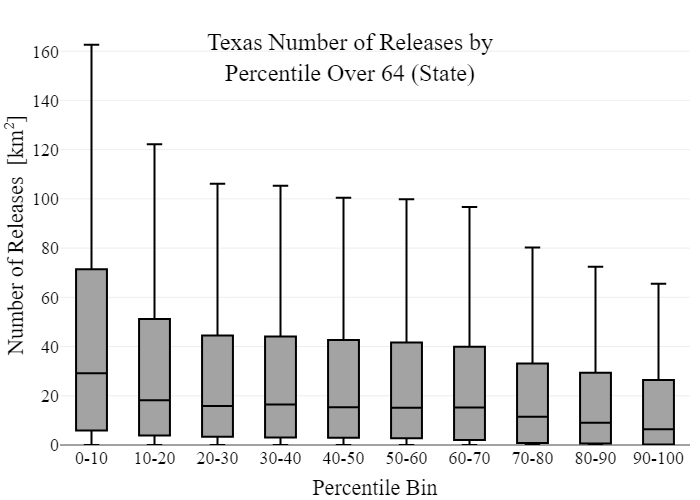 Texas Number of Releases by
Percentile Over 64 (State)
Number of Releases [km²]
160
140
120
100
80
60
40
20
0
0-10 10-20 20-30 30-40 40-50 50-60 60-70 70-80 80-90 90-100
Percentile Bin